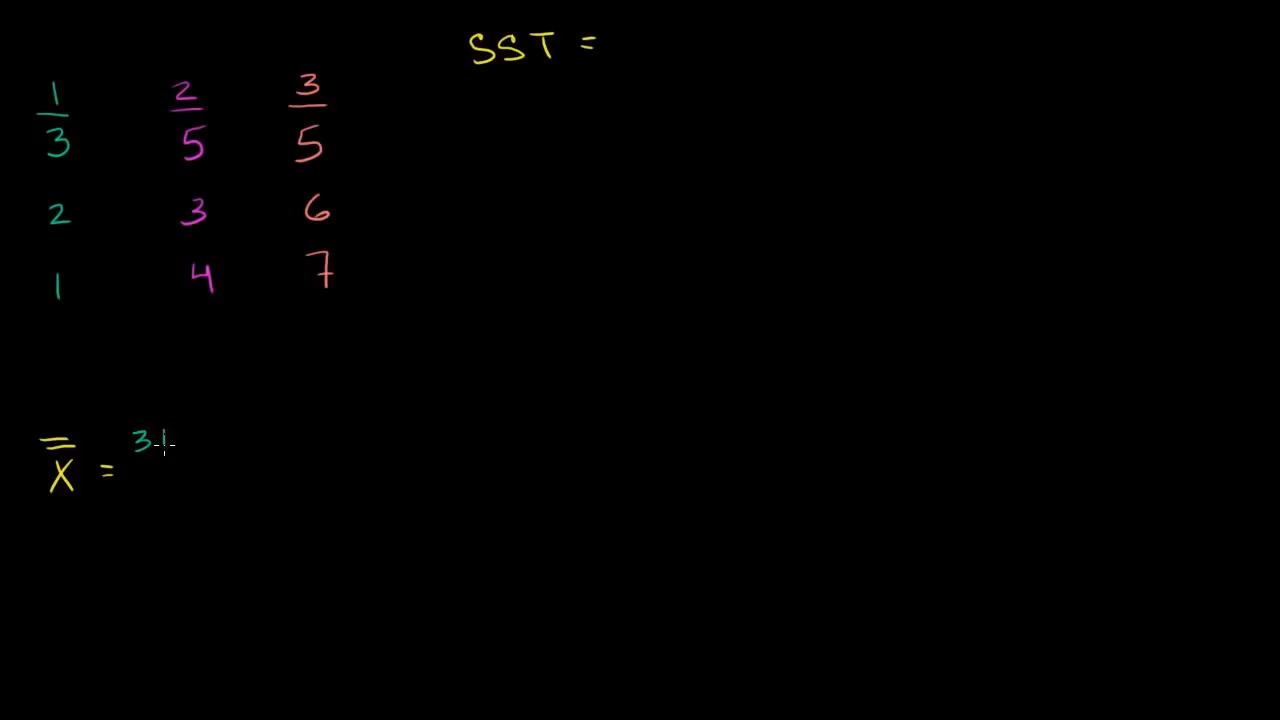 SST =
1 2 3
3 5 5
2 3 6
1 4 7
x̿ = 3